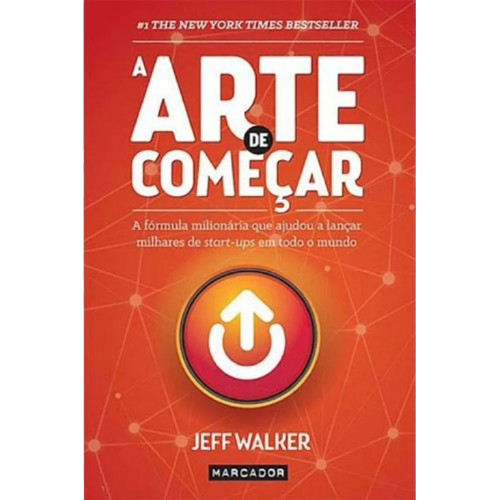 #1 THE NEW YORK TIMES BESTSELLER
A ARTE
DE
COMEÇAR
A fórmula milionária que ajudou a lançar
milhares de start-ups em todo o mundo
JEFF WALKER
MARCADOR